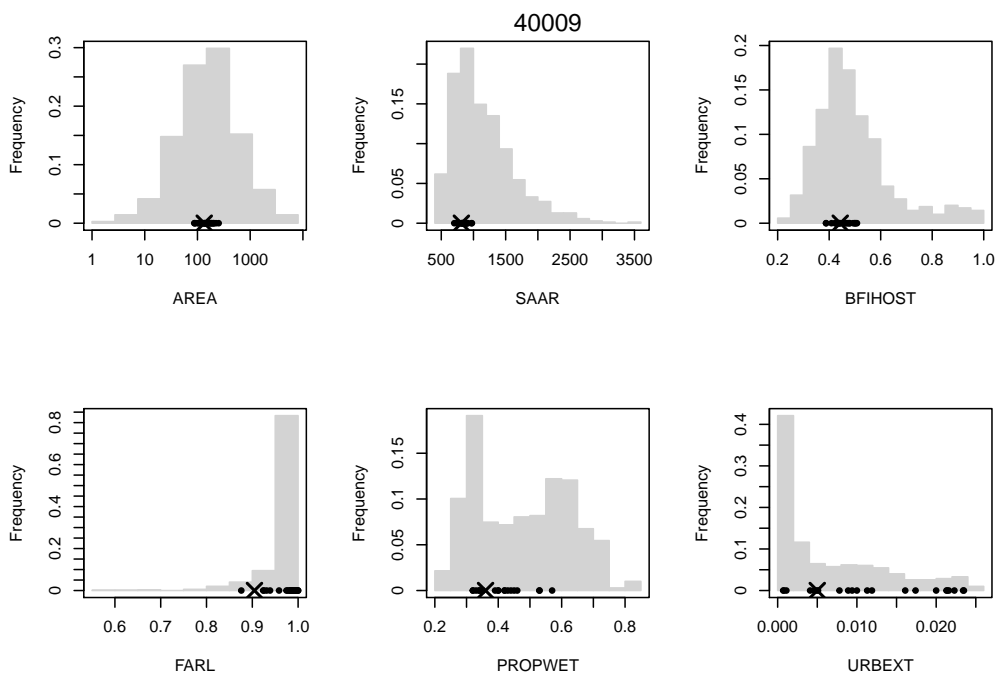 40009
Frequency
0 0.1 0.2 0.3
1 10 100 1000
AREA
Frequency
0 0.05 0.15
500 1500 2500 3500
SAAR
Frequency
0 0.05 0.1 0.15 0.2
0.2 0.4 0.6 0.8 1.0
BFIHOST
Frequency
0 0.2 0.4 0.6 0.8
0.6 0.7 0.8 0.9 1.0
FARL
Frequency
0 0.05 0.1 0.15
0.2 0.4 0.6 0.8
PROPWET
Frequency
0 0.1 0.2 0.3 0.4
0.000 0.010 0.020
URBEXT